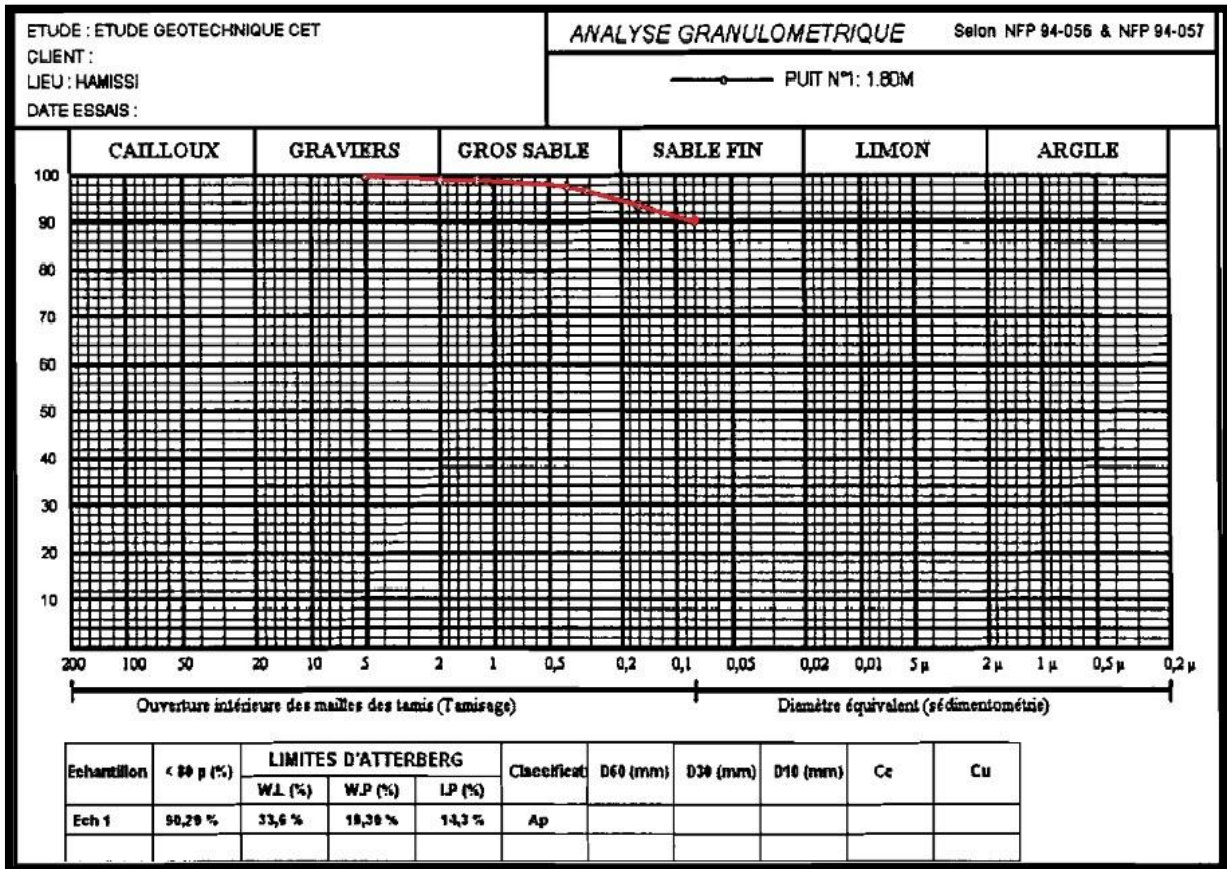 ETUDE : ETUDE GEOTECHNIQUE CET
CLIENT :
LIEU : HAMISSI
DATE ESSAIS :
ANALYSE GRANULOMETRIQUE Selon NFP 94-056 & NFP 94-057
PUIT N°1: 1.80M
CAILLOUX GRAVIERS GROS SABLE SABLE FIN LIMON ARGILE
100
90
80
70
60
50
40
30
20
10
200 100 50 20 10 5 2 1 0,5 0,2 0,1 0,05 0,02 0,01 5 µ 2 µ 1 µ 0,5 µ 0,2 µ
Ouverture intérieure des mailles des tamis (Tamisage) Diamètre équivalent (sédimentométrie)
Echantillon < 80 µ (%) LIMITES D'ATTERBERG Classificat D60 (mm) D30 (mm) D10 (mm) Cc Cu
W.L (%) W.P (%) I.P (%)
Ech 1 90,29 % 33,6 % 19,30 % 14,3 % Ap